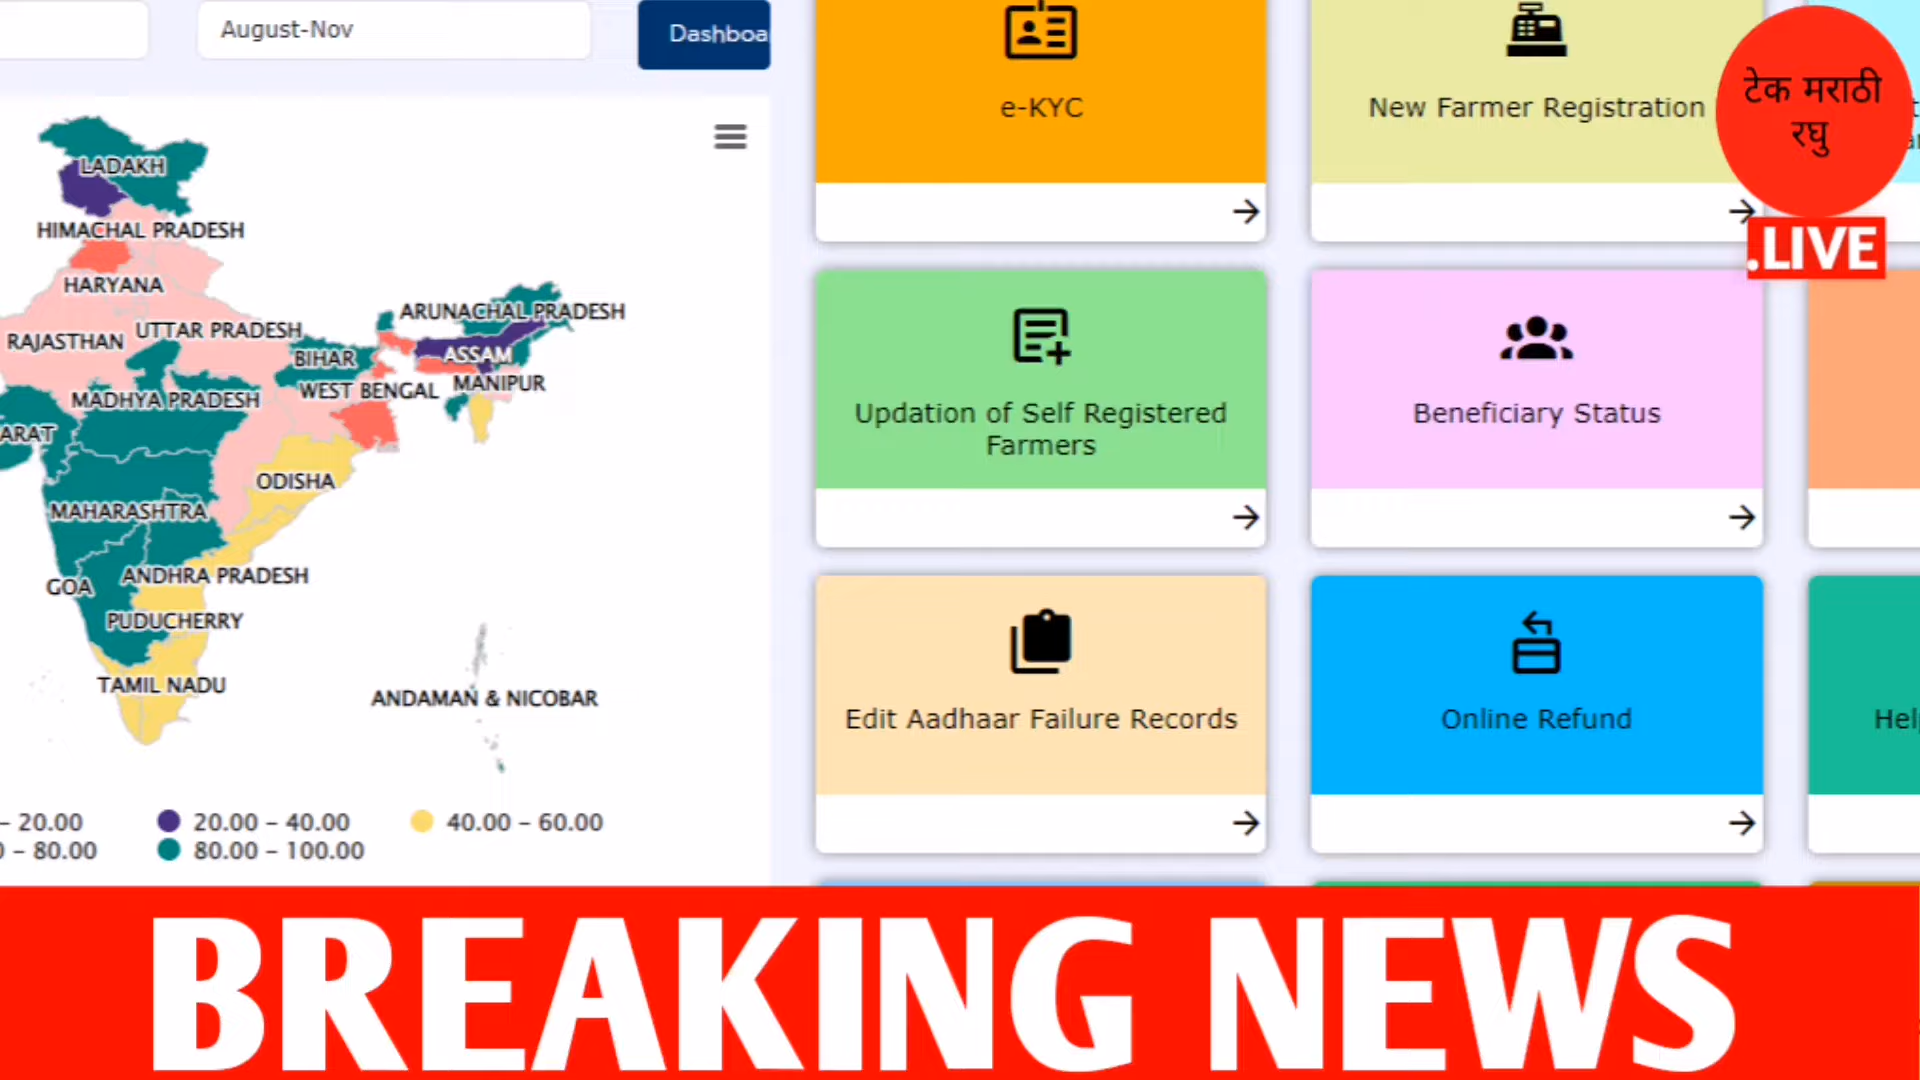 August-Nov
Dashboa
LADAKH
HIMACHAL PRADESH
HARYANA
ARUNACHAL PRADESH
RAJASTHAN
UTTAR PRADESH
BIHAR
ASSAM
WEST BENGAL
MANIPUR
MADHYA PRADESH
ARAT
ODISHA
MAHARASHTRA
GOA
ANDHRA PRADESH
PUDUCHERRY
TAMIL NADU
ANDAMAN & NICOBAR
– 20.00
20.00 – 40.00
40.00 – 60.00
0 – 80.00
80.00 – 100.00
e-KYC
New Farmer Registration
Updation of Self Registered
Farmers
Beneficiary Status
Edit Aadhaar Failure Records
Online Refund
Hel
टेक मराठी
रघु
.LIVE
BREAKING NEWS